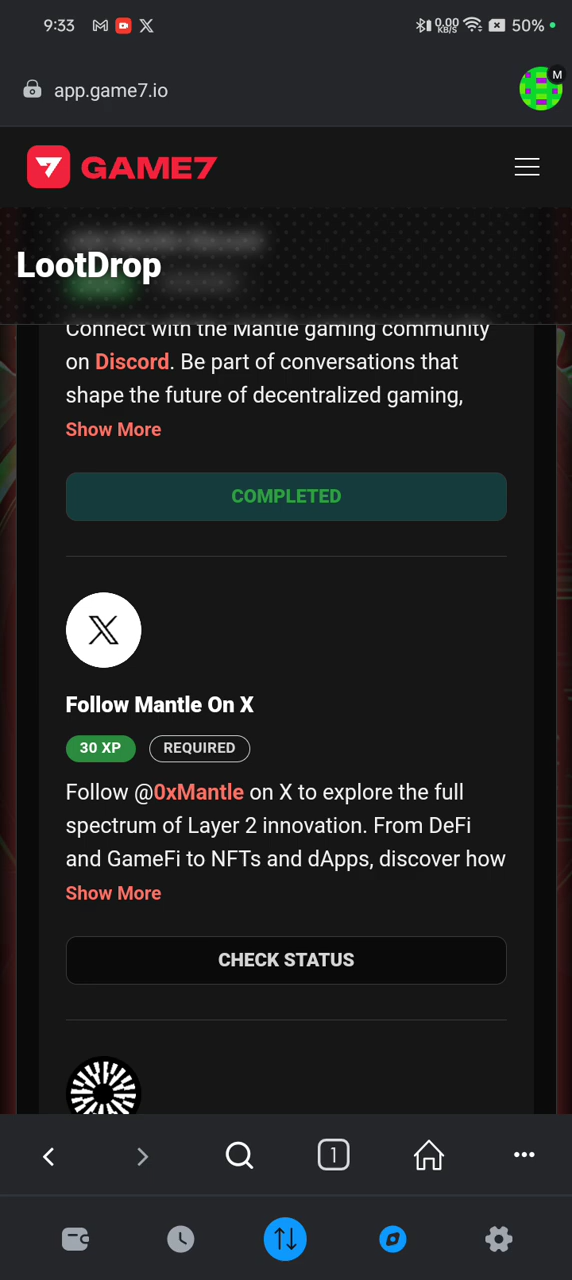 9:33
0.00
KB/S
50%
app.game7.io
M
GAME7
LootDrop
Connect with the Mantle gaming community
on Discord. Be part of conversations that
shape the future of decentralized gaming,
Show More
COMPLETED
Follow Mantle On X
30 XP
REQUIRED
Follow @0xMantle on X to explore the full
spectrum of Layer 2 innovation. From DeFi
and GameFi to NFTs and dApps, discover how
Show More
CHECK STATUS
1